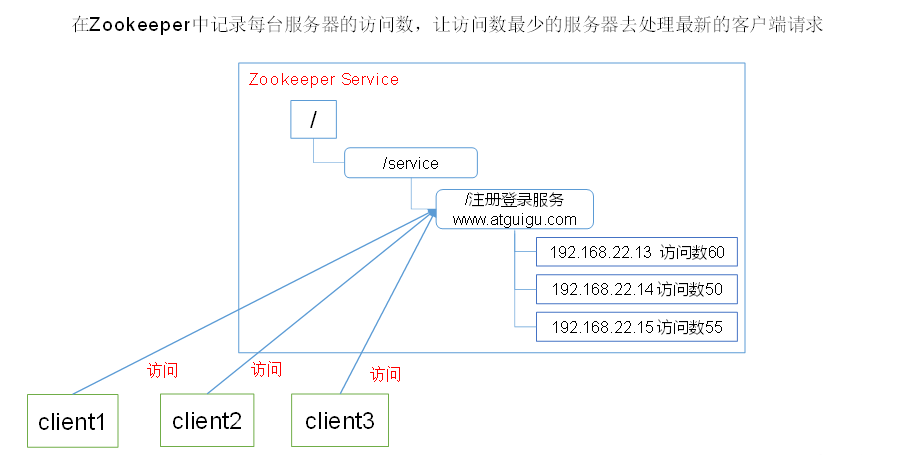 在Zookeeper中记录每台服务器的访问数，让访问数最少的服务器去处理最新的客户端请求
Zookeeper Service
/
/service
/注册登录服务
www.atguigu.com
192.168.22.13 访问数60
192.168.22.14 访问数50
192.168.22.15 访问数55
访问
访问
访问
client1
client2
client3